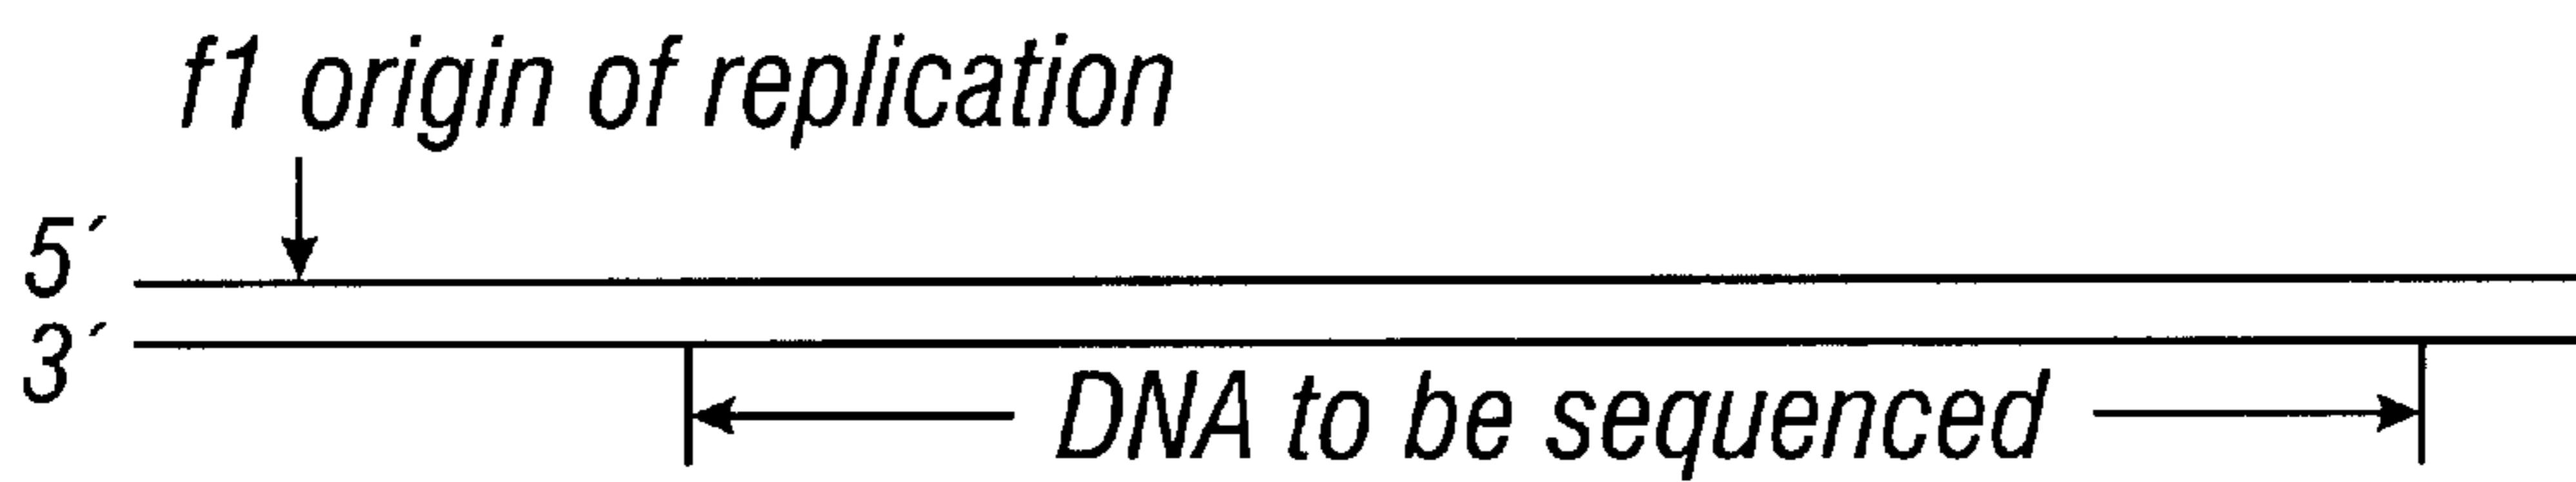 f1 origin of replication
5´
3´
DNA to be sequenced